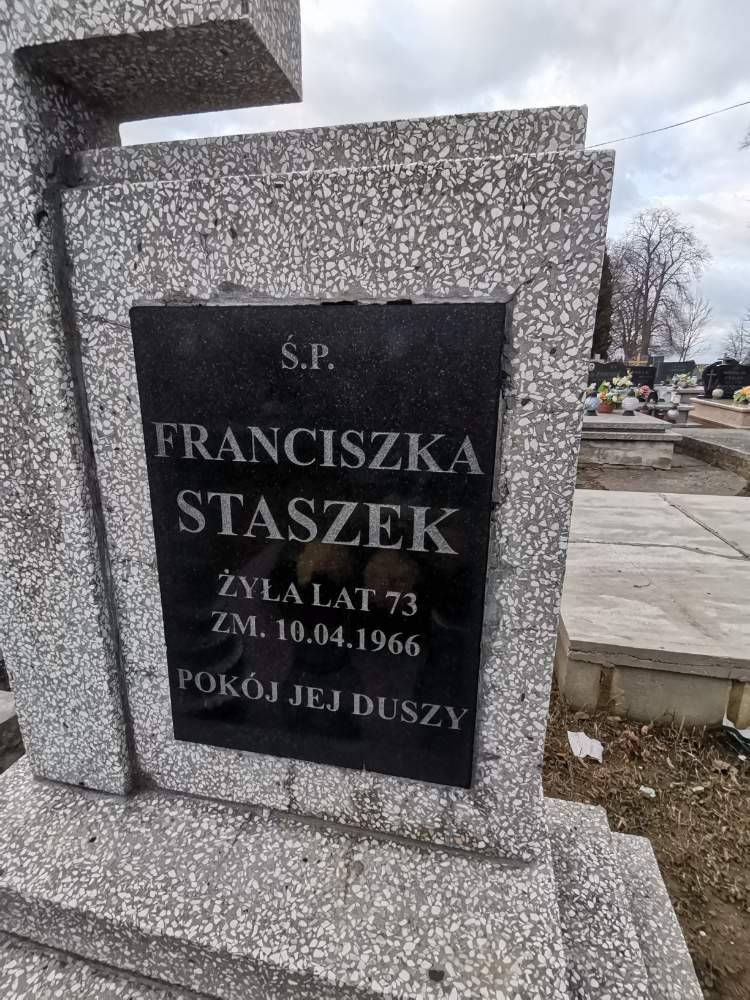 Ś.P.
FRANCISZKA
STASZEK
ŻYŁA LAT 73
ZM. 10.04.1966
POKÓJ JEJ DUSZY